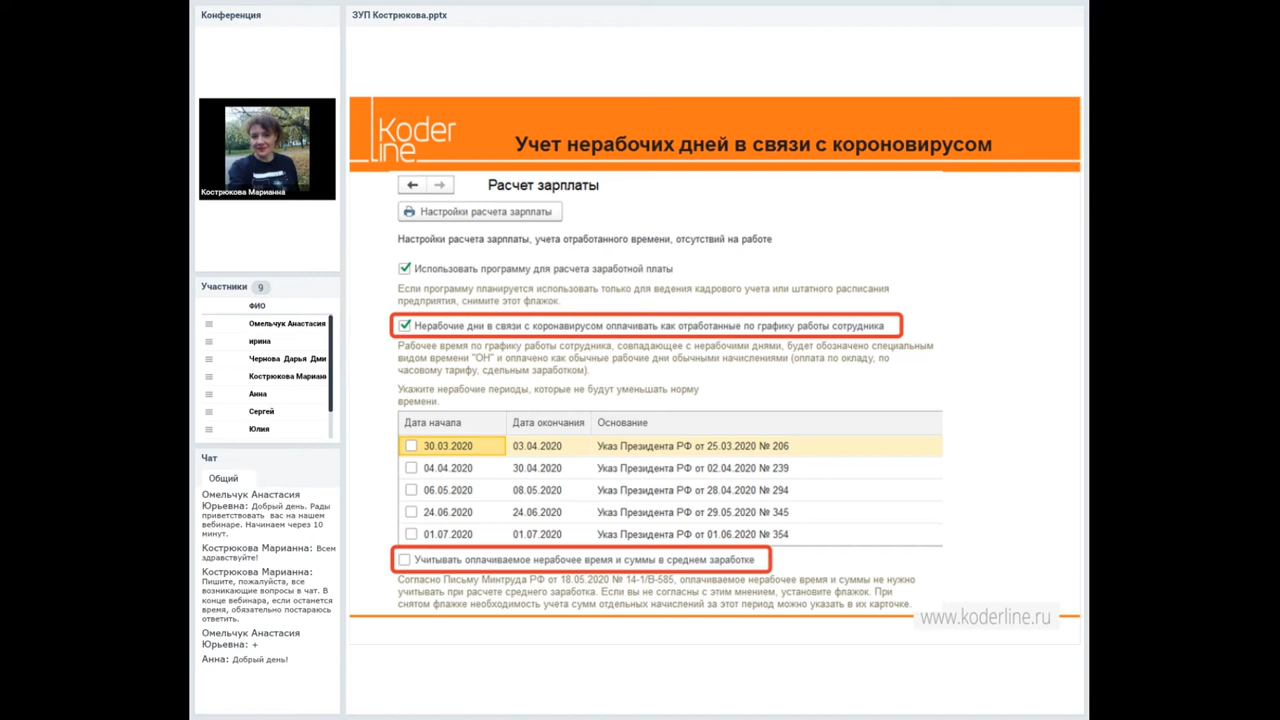 Конференция
Кострюкова Марианна
Участники 9
ФИО
Омельчук Анастасия
ирина
Чернова Дарья Дми
Кострюкова Мариан
Анна
Сергей
Юлия
Чат
Общий
Омельчук Анастасия
Юрьевна: Добрый день. Рады
приветствовать вас на нашем
вебинаре. Начинаем через 10
минут.
Кострюкова Марианна: Всем
здравствуйте!
Кострюкова Марианна:
Пишите, пожалуйста, все
возникающие вопросы в чат. В
конце вебинара, если останется
время, обязательно постараюсь
ответить.
Омельчук Анастасия
Юрьевна: +
Анна: Добрый день!
ЗУП Кострюкова.pptx
Koder
line
Учет нерабочих дней в связи с короновирусом
Расчет зарплаты
Настройки расчета зарплаты
Настройки расчета зарплаты, учета отработанного времени, отсутствий на работе
Использовать программу для расчета заработной платы
Если программу планируется использовать только для ведения кадрового учета или штатного расписания
предприятия, снимите этот флажок.
Нерабочие дни в связи с коронавирусом оплачивать как отработанные по графику работы сотрудника
Рабочее время по графику работы сотрудника, совпадающее с нерабочими днями, будет обозначено специальным
видом времени "ОН" и оплачено как обычные рабочие дни обычными начислениями (оплата по окладу, по
часовому тарифу, сдельным заработком).
Укажите нерабочие периоды, которые не будут уменьшать норму
времени.
Дата начала Дата окончания Основание
30.03.2020 03.04.2020 Указ Президента РФ от 25.03.2020 № 206
04.04.2020 30.04.2020 Указ Президента РФ от 02.04.2020 № 239
06.05.2020 08.05.2020 Указ Президента РФ от 28.04.2020 № 294
24.06.2020 24.06.2020 Указ Президента РФ от 29.05.2020 № 345
01.07.2020 01.07.2020 Указ Президента РФ от 01.06.2020 № 354
Учитывать оплачиваемое нерабочее время и суммы в среднем заработке
Согласно Письму Минтруда РФ от 18.05.2020 № 14-1/В-585, оплачиваемое нерабочее время и суммы не нужно
учитывать при расчете среднего заработка. Если вы не согласны с этим мнением, установите флажок. При
снятом флажке необходимость учета сумм отдельных начислений за этот период можно указать в их карточке.
www.koderline.ru